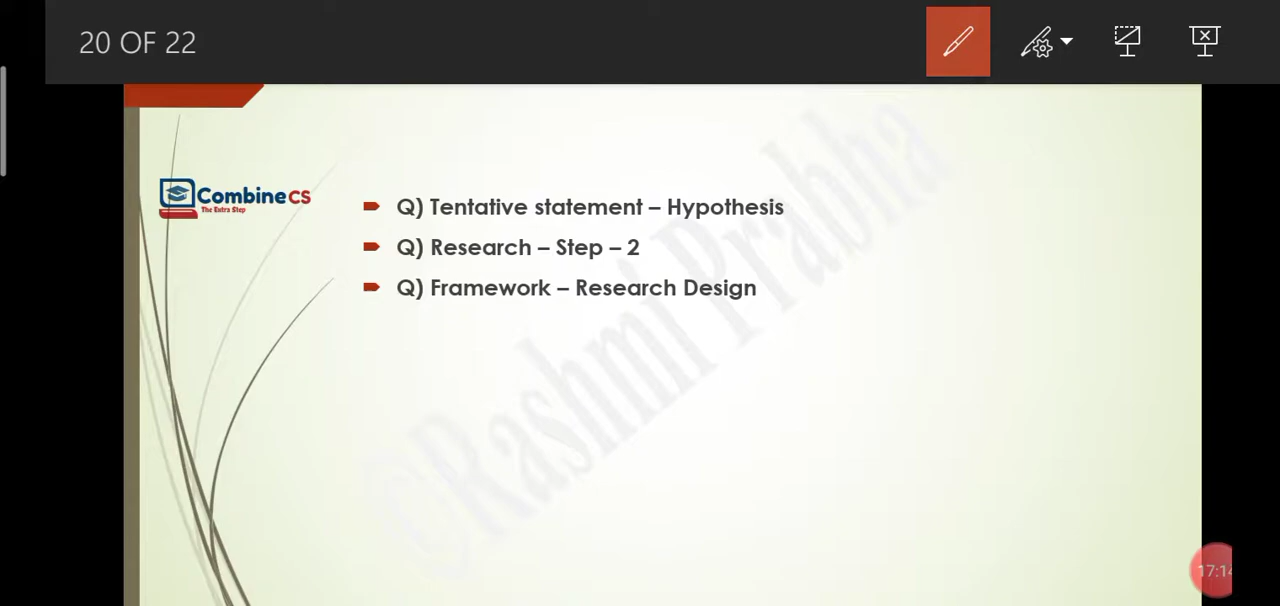 20 OF 22
Combine CS
The Extra Step
Q) Tentative statement – Hypothesis
Q) Research – Step – 2
Q) Framework – Research Design
©Rashmi Prabha
17:14